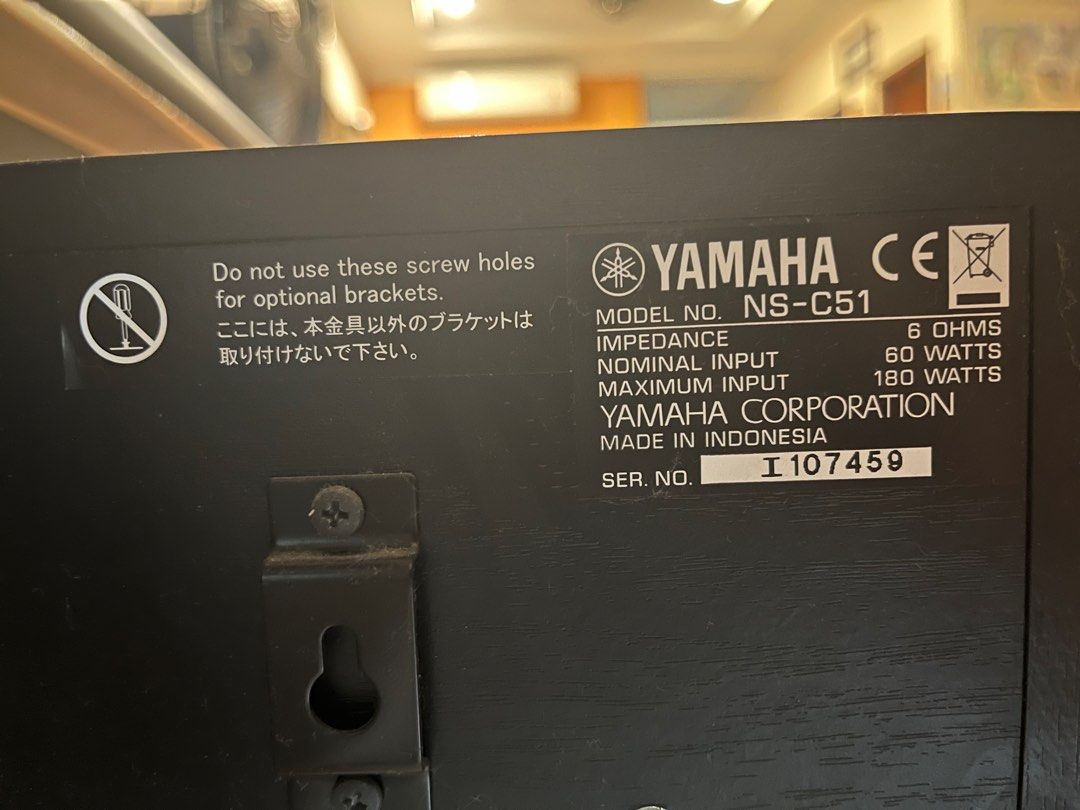 Do not use these screw holes
for optional brackets.
ここには、本金具以外のブラケットは
取り付けないで下さい。
YAMAHA CE
MODEL NO. NS-C51
IMPEDANCE 6 OHMS
NOMINAL INPUT 60 WATTS
MAXIMUM INPUT 180 WATTS
YAMAHA CORPORATION
MADE IN INDONESIA
SER. NO. I107459